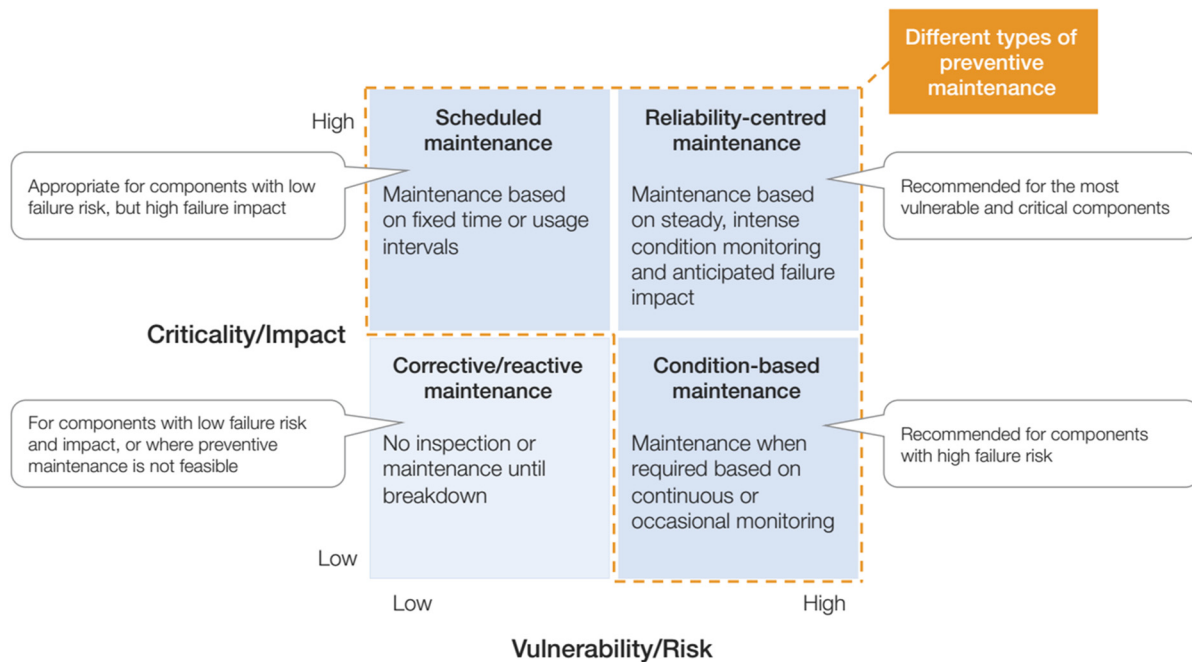 Different types of
preventive
maintenance
High
Scheduled
maintenance
Maintenance based
on fixed time or usage
intervals
Reliability-centred
maintenance
Maintenance based
on steady, intense
condition monitoring
and anticipated failure
impact
Appropriate for components with low
failure risk, but high failure impact
Recommended for the most
vulnerable and critical components
Criticality/Impact
Corrective/reactive
maintenance
No inspection or
maintenance until
breakdown
Condition-based
maintenance
Maintenance when
required based on
continuous or
occasional monitoring
For components with low failure risk
and impact, or where preventive
maintenance is not feasible
Recommended for components
with high failure risk
Low
Low
High
Vulnerability/Risk